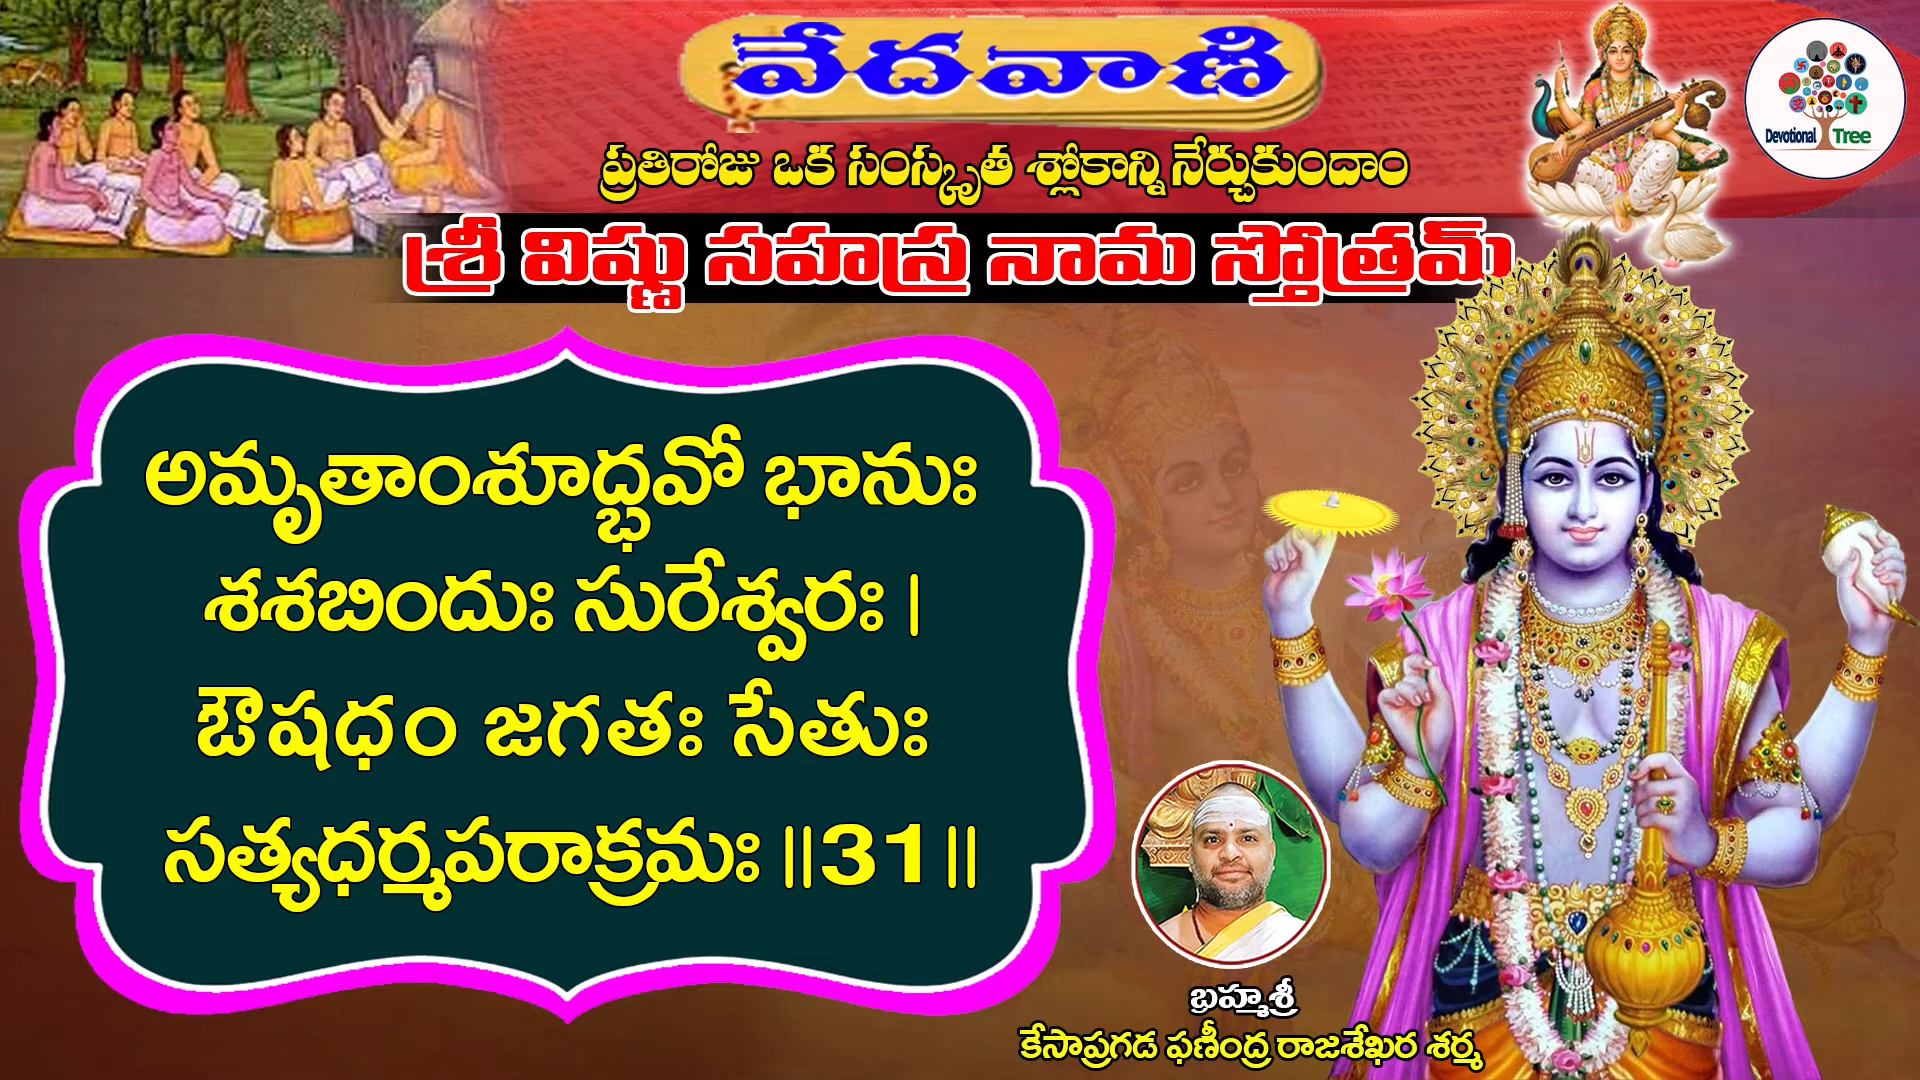 వేదవాణి
Devotional Tree
ప్రతిరోజు ఒక సంస్కృత శ్లోకాన్ని నేర్చుకుందాం
శ్రీ విష్ణు సహస్ర నామ స్తోత్రమ్
అమృతాంశూద్భవో భానుః
శశబిందుః సురేశ్వరః |
ఔషధం జగతః సేతుః
సత్యధర్మపరాక్రమః ||31||
బ్రహ్మశ్రీ
కేసాప్రగడ ఫణీంద్ర రాజశేఖర శర్మ